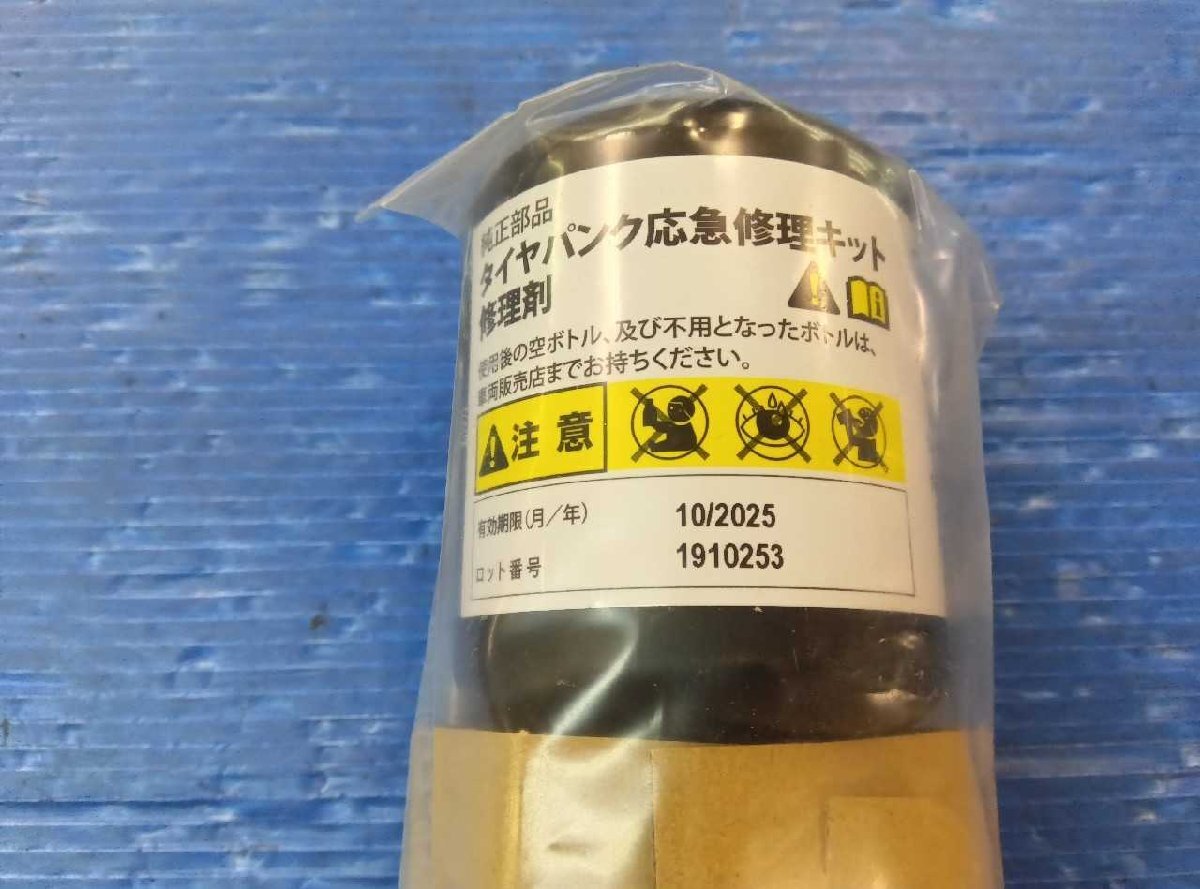 純正部品
タイヤパンク応急修理キット
修理剤
使用後の空ボトル、及び不用となったボトルは、
車両販売店までお持ちください。
注意
有効期限(月/年) 10/2025
ロット番号 1910253